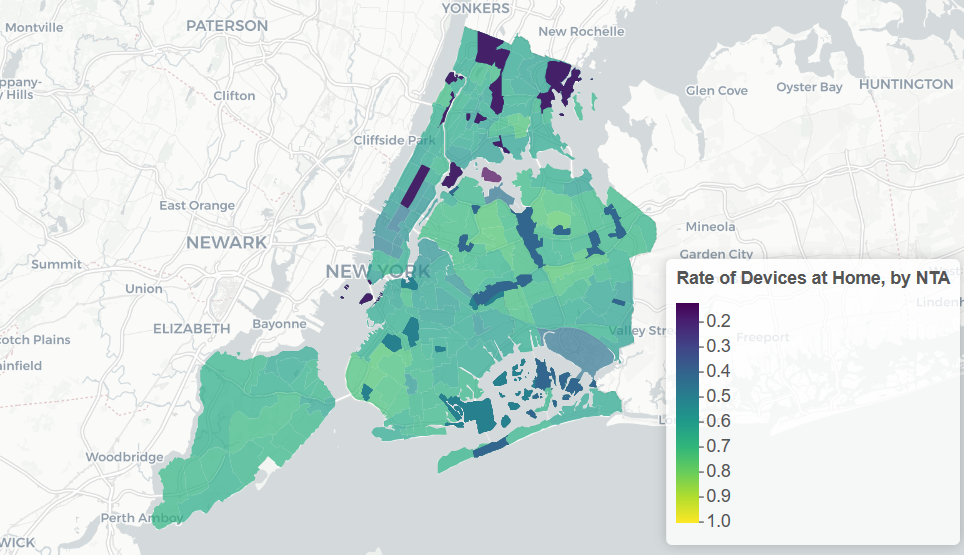 YONKERS
Montville
PATERSON
New Rochelle
ppany-
y Hills
Clifton
Glen Cove
Oyster Bay
HUNTINGTON
Cliffside Park
East Orange
Mineola
NEWARK
Garden City
Summit
NEW YORK
Rate of Devices at Home, by NTA
Union
0.2
Lindenh
ELIZABETH
Bayonne
Valley Stre
Freeport
0.3
cotch Plains
0.4
ainfield
0.5
Lo
0.6
0.7
Woodbridge
0.8
0.9
Perth Amboy
1.0
WICK